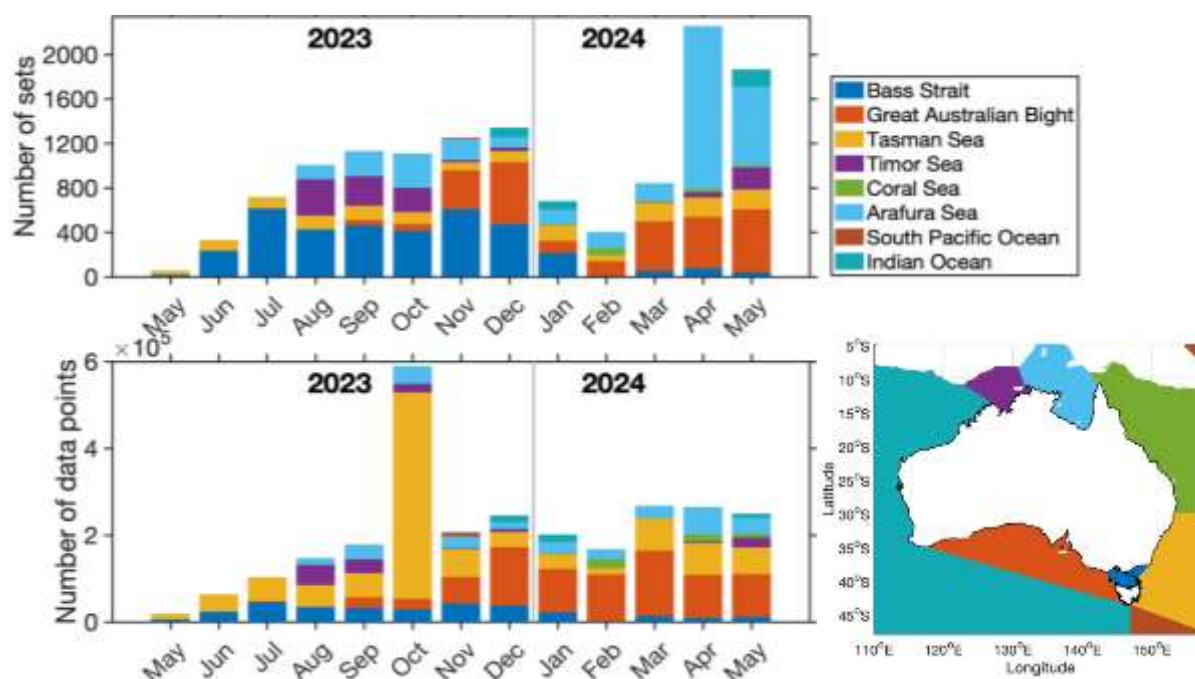 2023
2024
Number of sets
2000
1600
1200
800
400
0
May
Jun
Jul
Aug
Sep
Oct
Nov
Dec
Jan
Feb
Mar
Apr
May
Bass Strait
Great Australian Bight
Tasman Sea
Timor Sea
Coral Sea
Arafura Sea
South Pacific Ocean
Indian Ocean
2023
2024
Number of data points
6
4
2
0
May
Jun
Jul
Aug
Sep
Oct
Nov
Dec
Jan
Feb
Mar
Apr
May
Latitude
5°S
10°S
15°S
20°S
25°S
30°S
35°S
40°S
45°S
110°E
120°E
130°E
140°E
150°E
Longitude